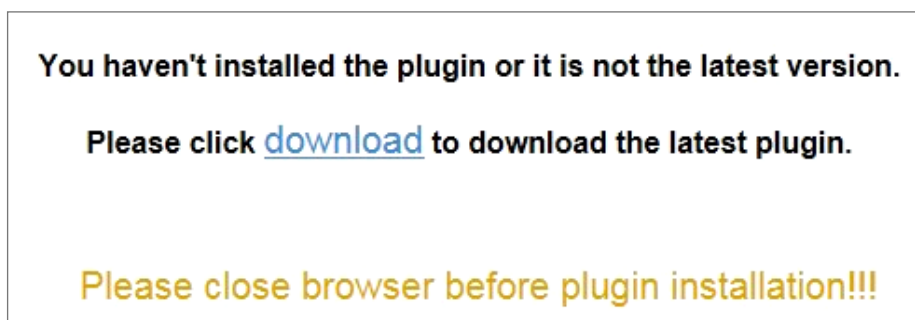 You haven't installed the plugin or it is not the latest version.
Please click download to download the latest plugin.
Please close browser before plugin installation!!!